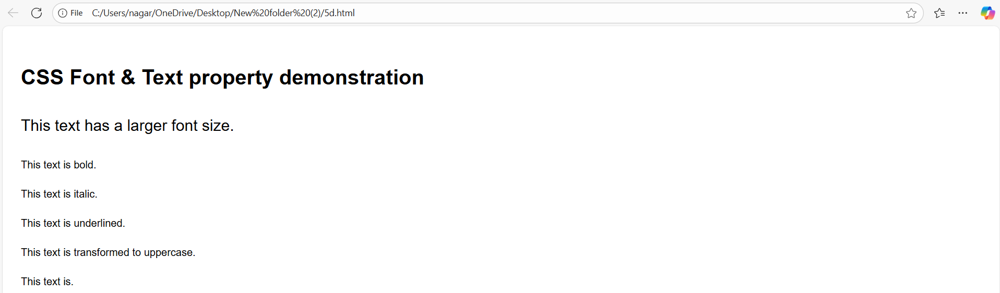 File C:/Users/nagar/OneDrive/Desktop/New%20folder%20(2)/5d.html
CSS Font & Text property demonstration
This text has a larger font size.
This text is bold.
This text is italic.
This text is underlined.
This text is transformed to uppercase.
This text is.